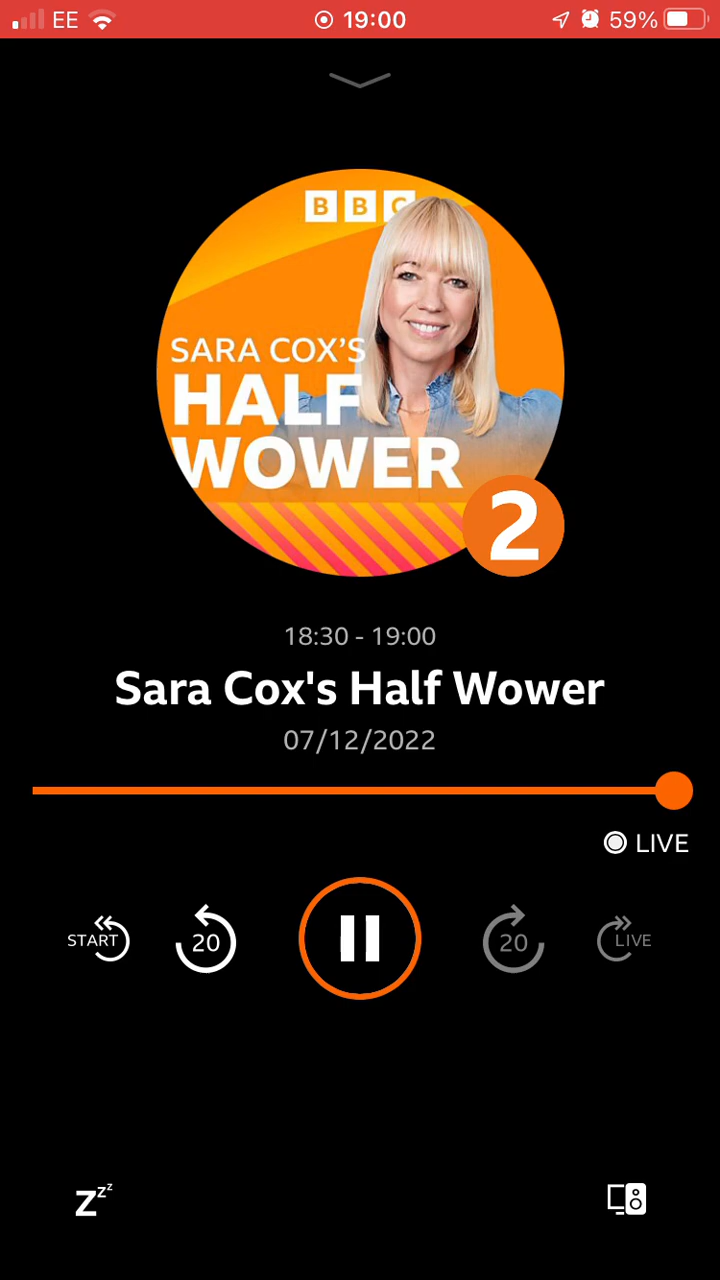 EE 19:00 59%
BBC
SARA COX'S
HALF
WOWER
2
18:30 - 19:00
Sara Cox's Half Wower
07/12/2022
LIVE
START 20 20 LIVE
Zzz